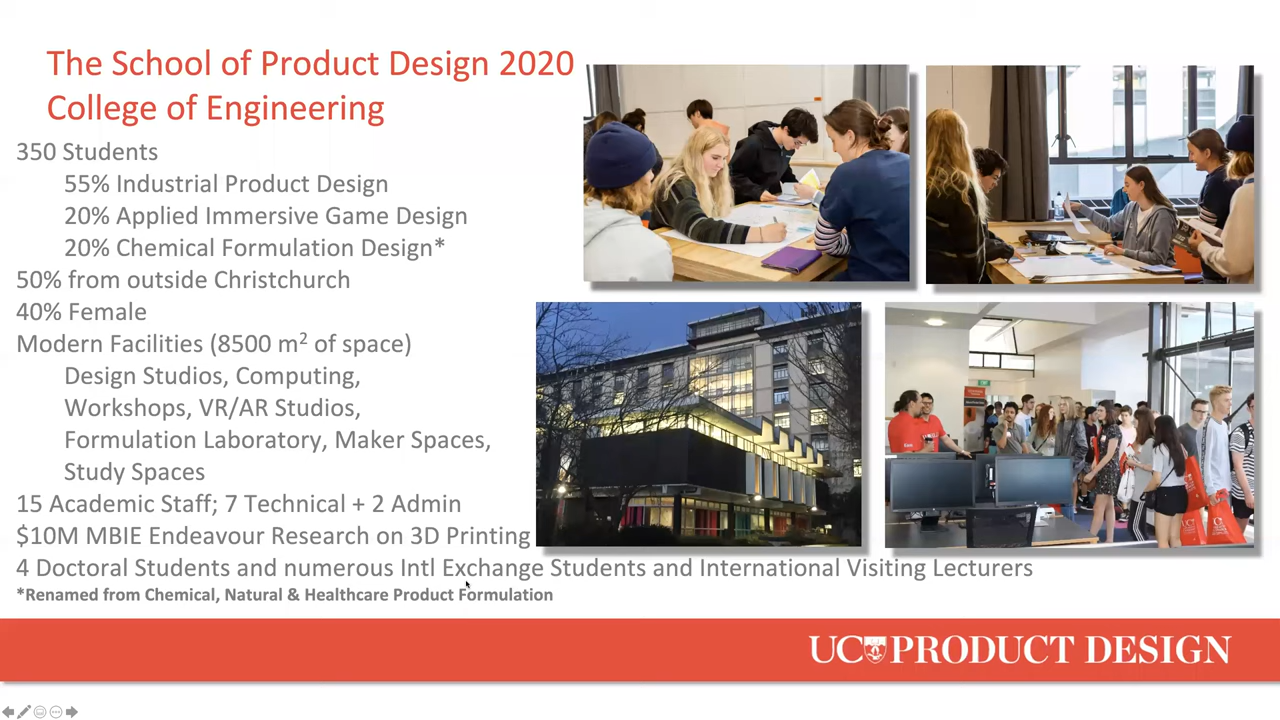 The School of Product Design 2020
College of Engineering
350 Students
55% Industrial Product Design
20% Applied Immersive Game Design
20% Chemical Formulation Design*
50% from outside Christchurch
40% Female
Modern Facilities (8500 m² of space)
Design Studios, Computing,
Workshops, VR/AR Studios,
Formulation Laboratory, Maker Spaces,
Study Spaces
15 Academic Staff; 7 Technical + 2 Admin
$10M MBIE Endeavour Research on 3D Printing
4 Doctoral Students and numerous Intl Exchange Students and International Visiting Lecturers
*Renamed from Chemical, Natural & Healthcare Product Formulation
UC PRODUCT DESIGN